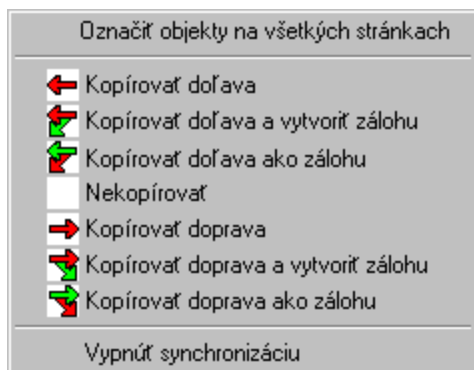 Označiť objekty na všetkých stránkach
Kopírovať doľava
Kopírovať doľava a vytvoriť zálohu
Kopírovať doľava ako zálohu
Nekopírovať
Kopírovať doprava
Kopírovať doprava a vytvoriť zálohu
Kopírovať doprava ako zálohu
Vypnúť synchronizáciu